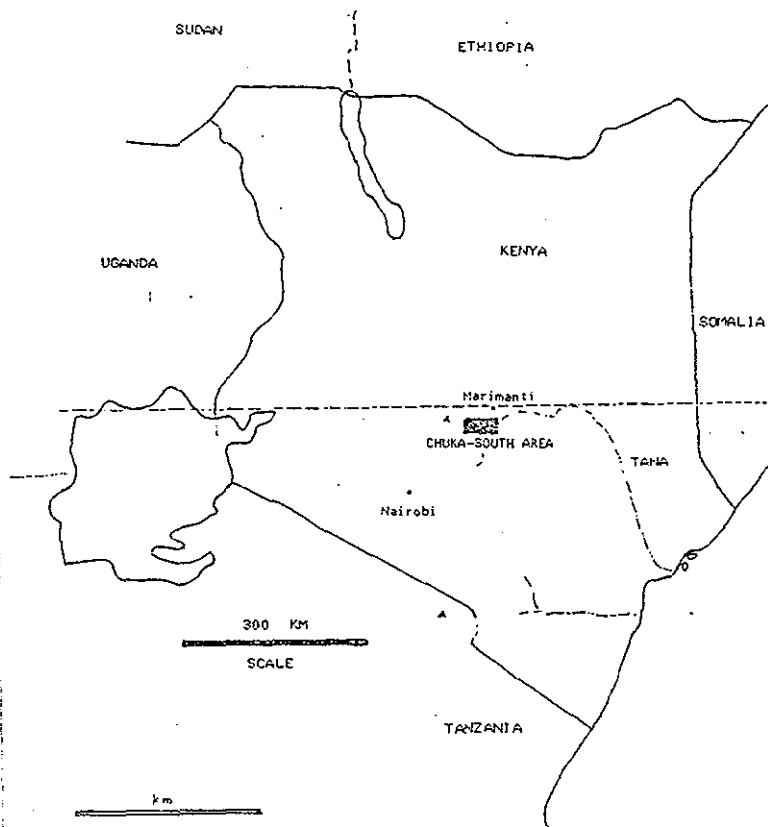 SUDAN
ETHIOPIA
KENYA
UGANDA
SOMALIA
Marimanti
CHUKA-SOUTH AREA
TANA
Nairobi
300 KM
SCALE
TANZANIA
km